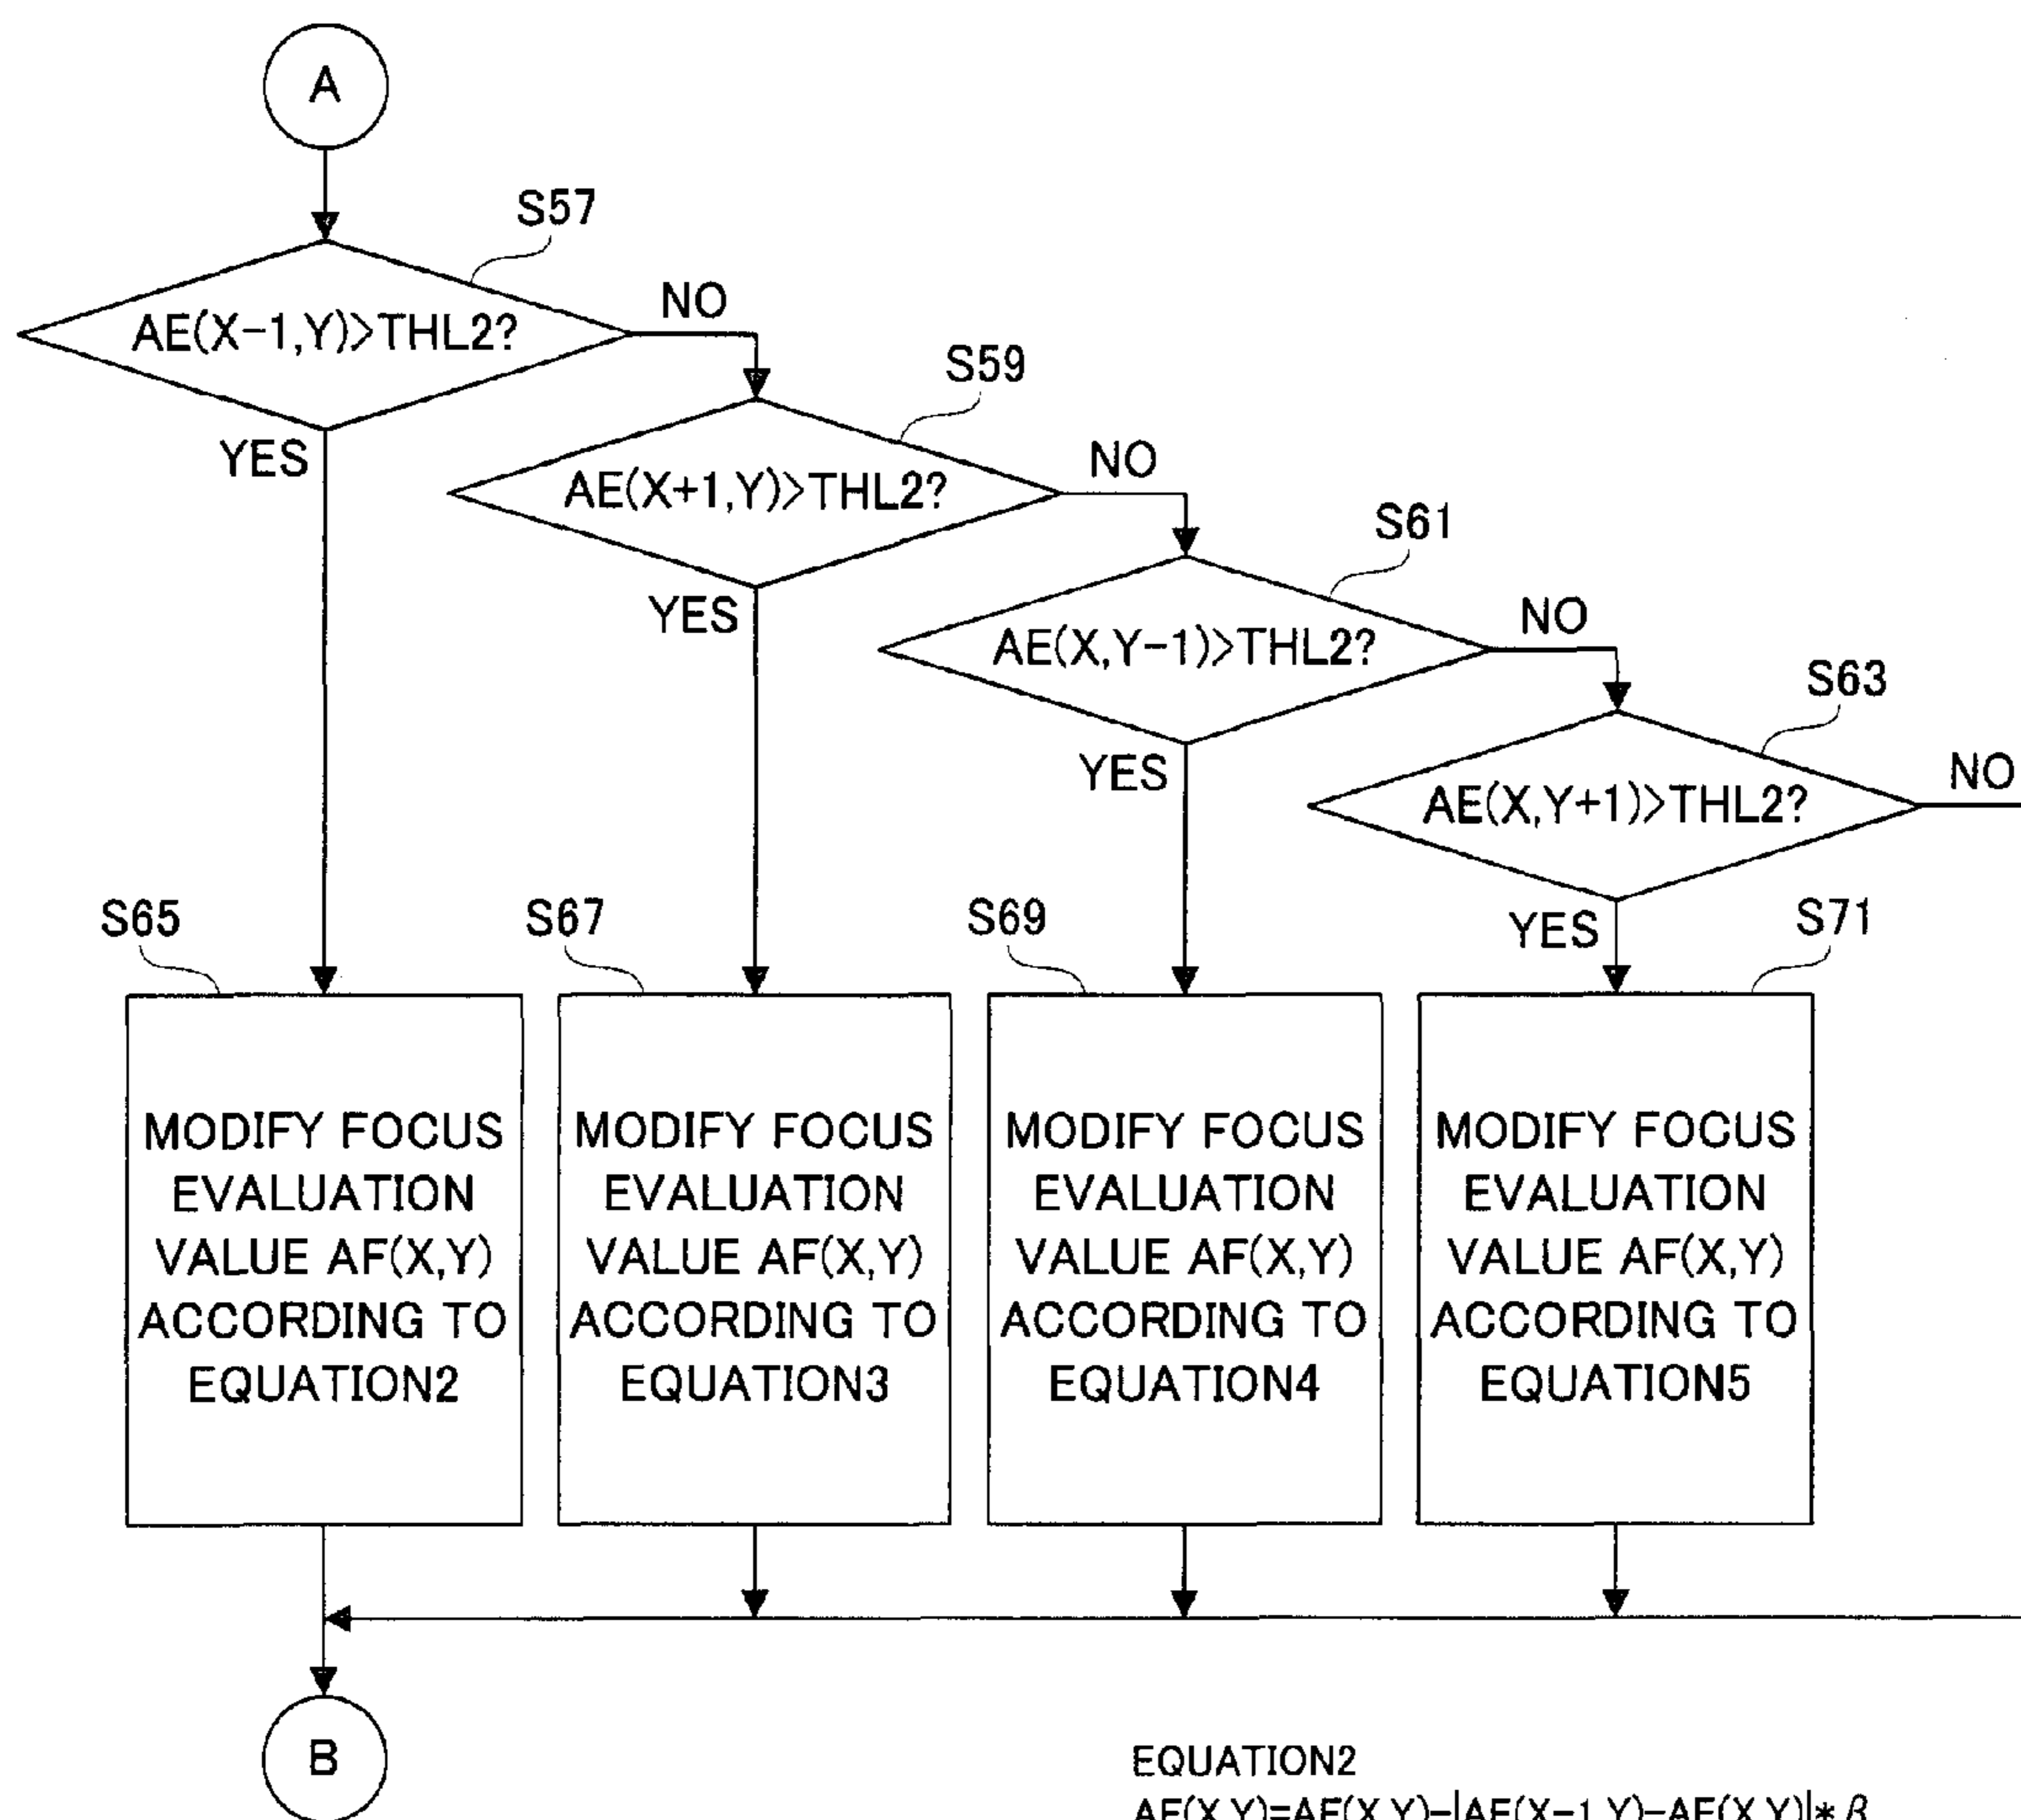 A
S57
AE(X-1,Y)>THL2?
NO
YES
S59
AE(X+1,Y)>THL2?
NO
YES
S61
AE(X,Y-1)>THL2?
NO
YES
S63
AE(X,Y+1)>THL2?
NO
YES
S65
MODIFY FOCUS
EVALUATION
VALUE AF(X,Y)
ACCORDING TO
EQUATION2
S67
MODIFY FOCUS
EVALUATION
VALUE AF(X,Y)
ACCORDING TO
EQUATION3
S69
MODIFY FOCUS
EVALUATION
VALUE AF(X,Y)
ACCORDING TO
EQUATION4
S71
MODIFY FOCUS
EVALUATION
VALUE AF(X,Y)
ACCORDING TO
EQUATION5
B
EQUATION2